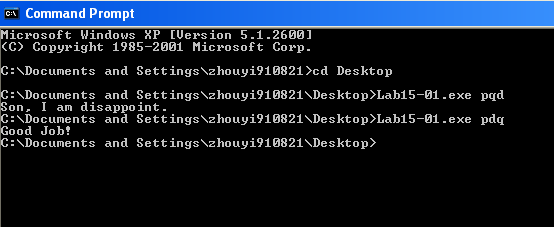 Command Prompt
Microsoft Windows XP [Version 5.1.2600]
(C) Copyright 1985-2001 Microsoft Corp.
C:\Documents and Settings\zhouyi910821>cd Desktop
C:\Documents and Settings\zhouyi910821\Desktop>Lab15-01.exe pqd
Son, I am disappoint.
C:\Documents and Settings\zhouyi910821\Desktop>Lab15-01.exe pdq
Good Job!
C:\Documents and Settings\zhouyi910821\Desktop>